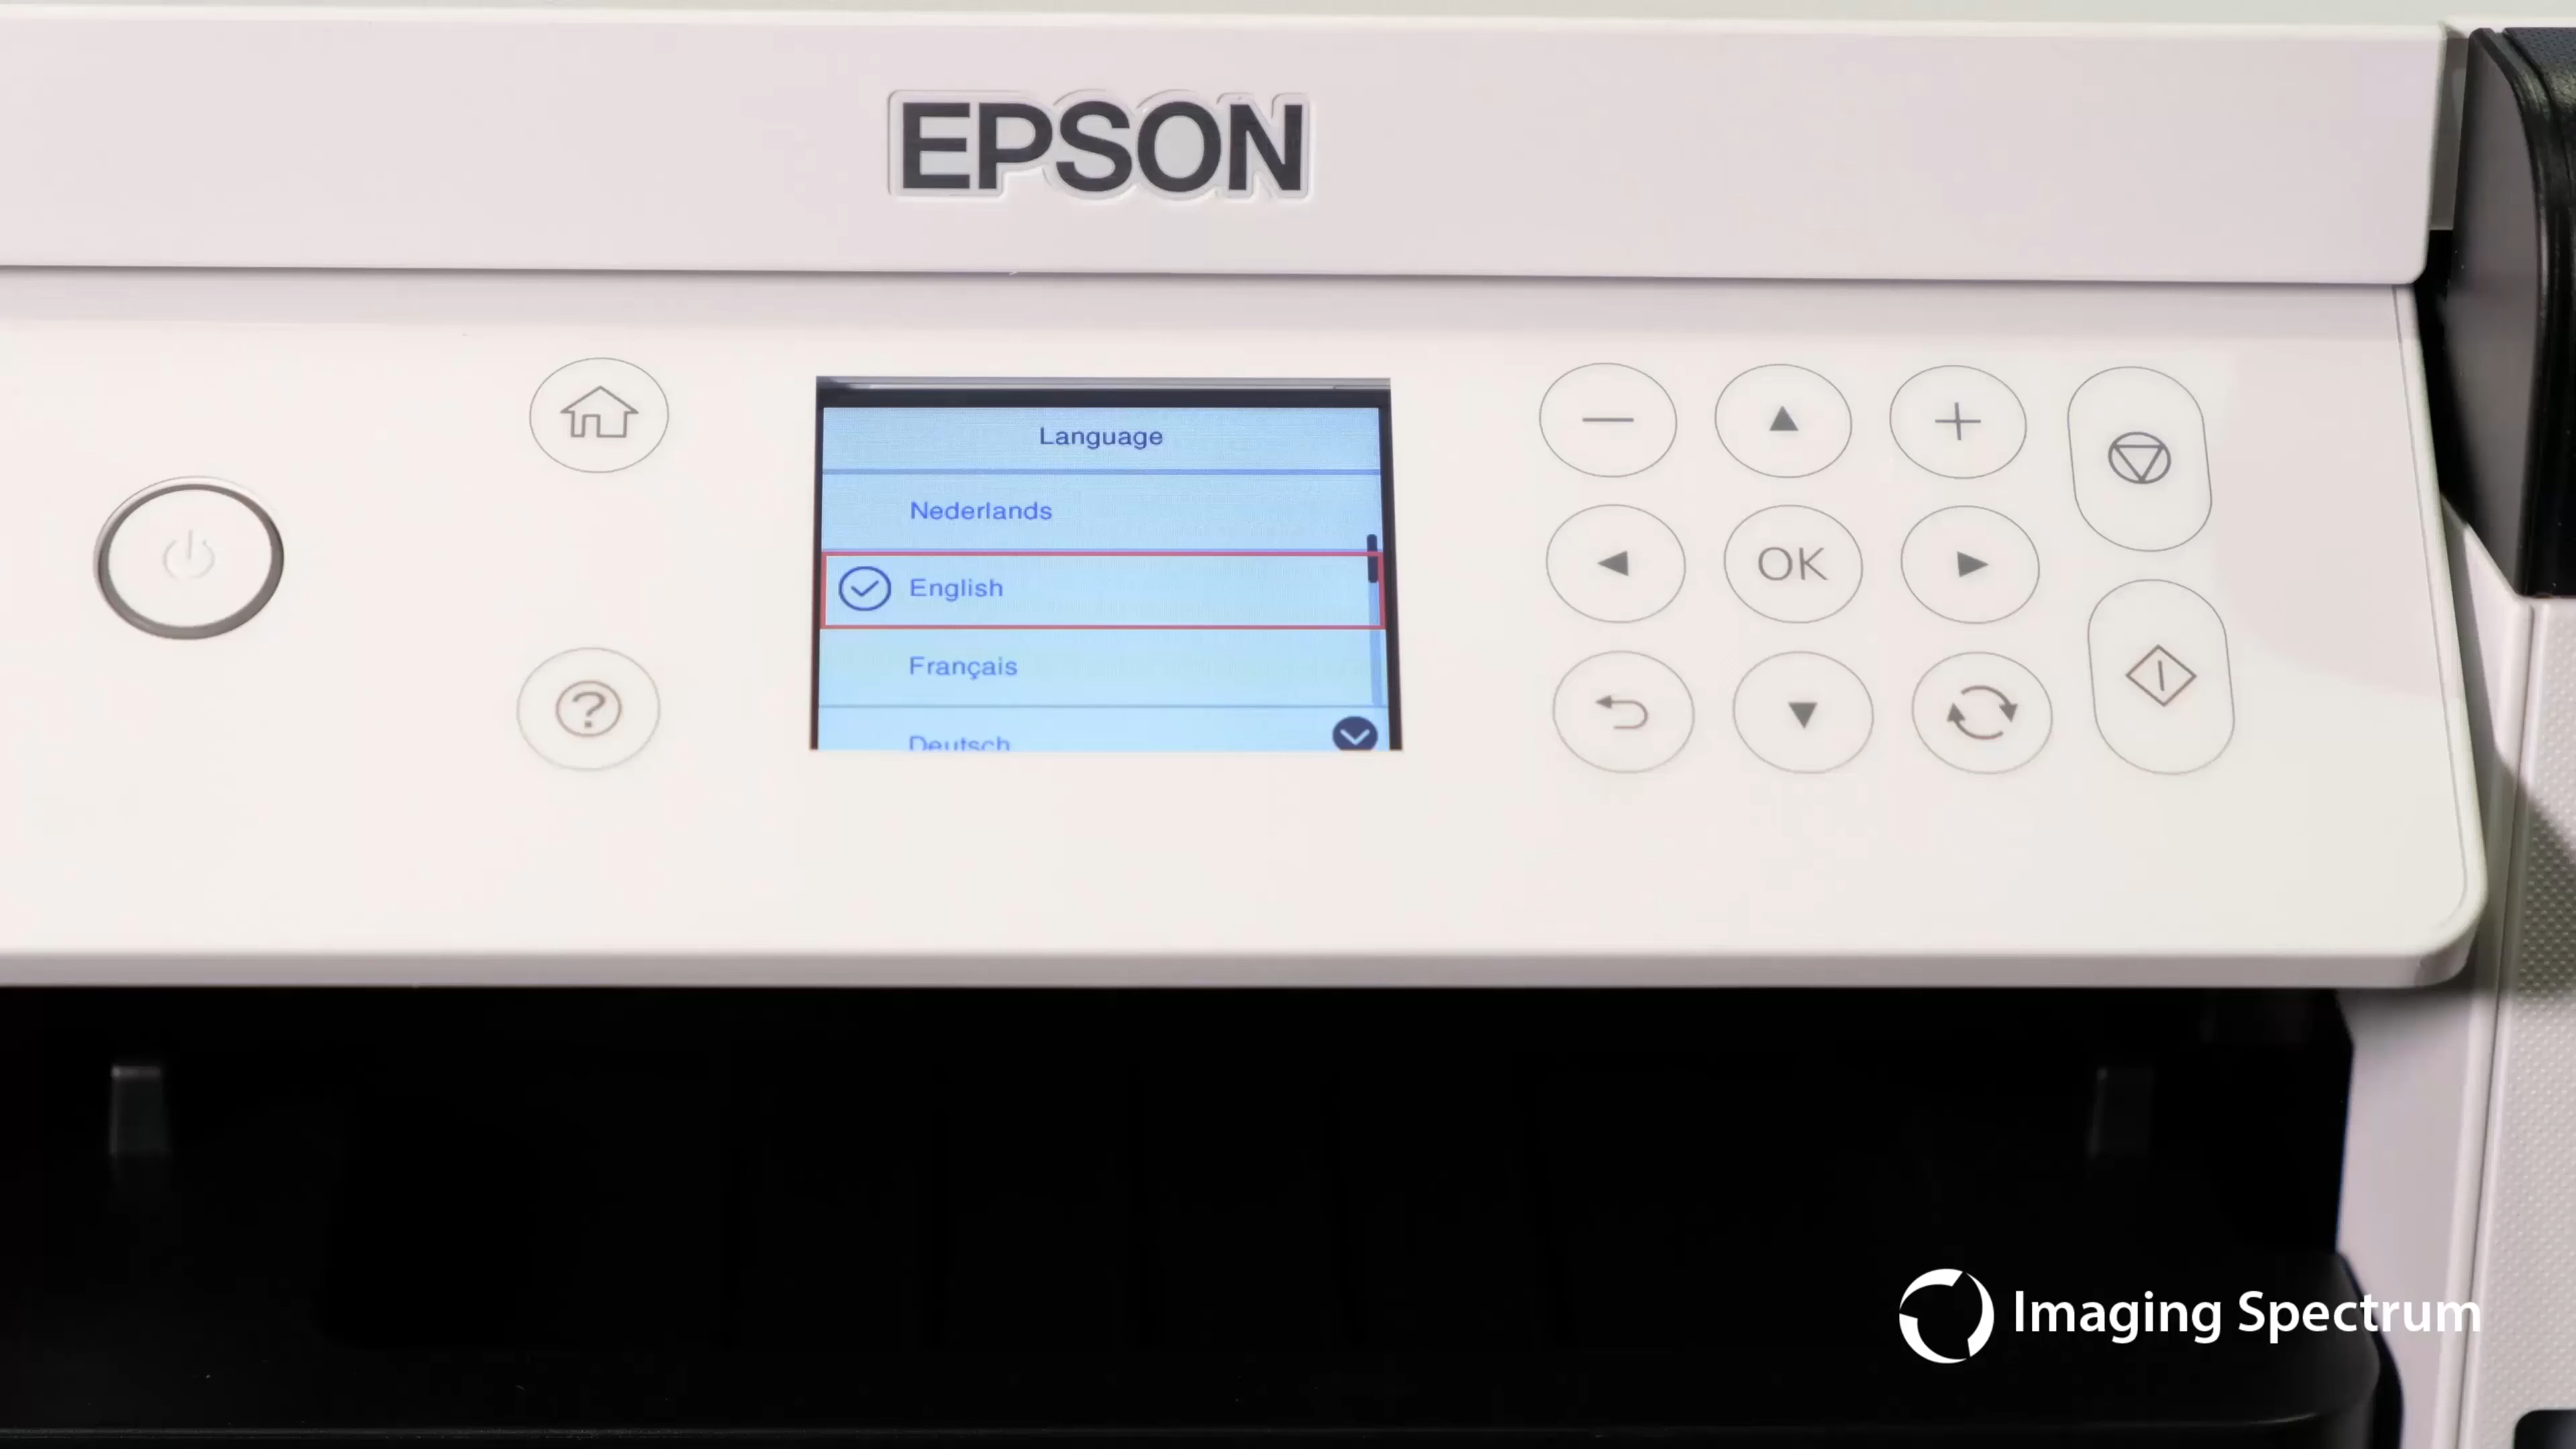 EPSON
Language
Nederlands
English
Français
Deutsch
OK
?
Imaging Spectrum